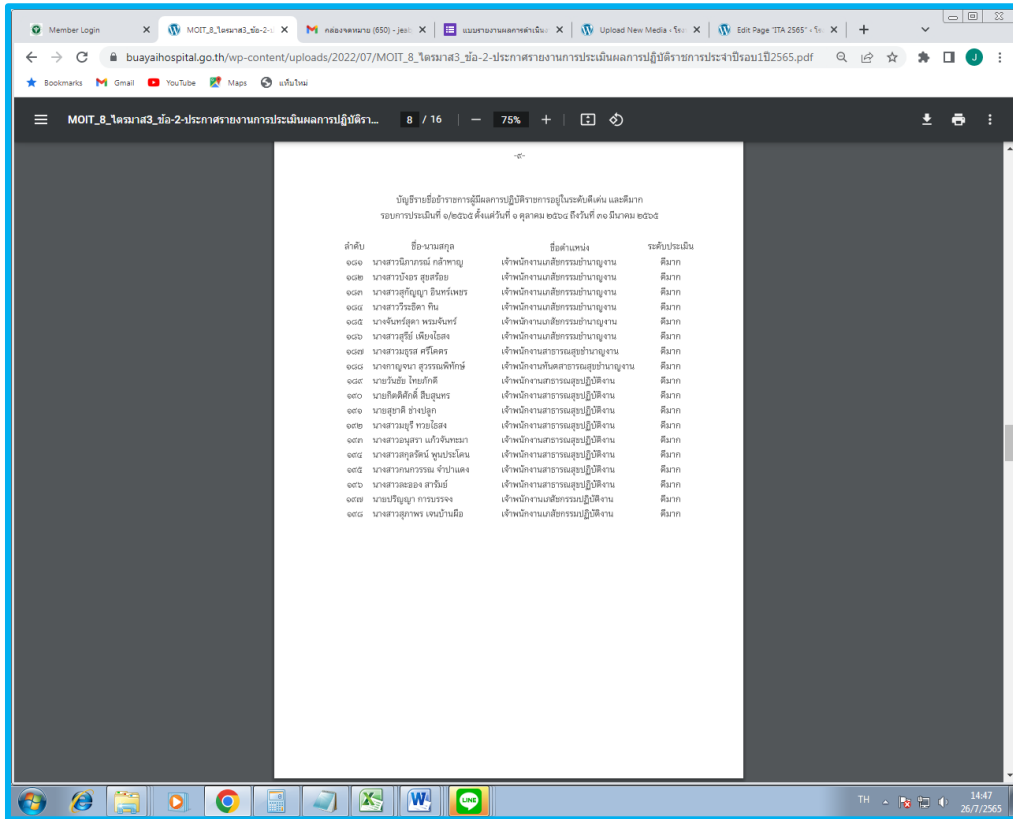 Member Login
MOIT_8_ไตรมาส3_ข้อ-2-
กล่องจดหมาย (650) - jeab
แบบรายงานผลการดำเนิน
Upload New Media ‹ โร
Edit Page "ITA 2565" ‹ โร
buayaihospital.go.th/wp-content/uploads/2022/07/MOIT_8_ไตรมาส3_ข้อ-2-ประกาศรายงานการประเมินผลการปฏิบัติราชการประจำปีรอบ1ปี2565.pdf
Bookmarks Gmail YouTube Maps แท็บใหม่
MOIT_8_ไตรมาส3_ข้อ-2-ประกาศรายงานการประเมินผลการปฏิบัติรา... 8 / 16 75%
-๙-
บัญชีรายชื่อข้าราชการผู้มีผลการปฏิบัติราชการอยู่ในระดับดีเด่น และดีมาก
รอบการประเมินที่ ๑/๒๕๖๕ ตั้งแต่วันที่ ๑ ตุลาคม ๒๕๖๔ ถึงวันที่ ๓๑ มีนาคม ๒๕๖๕
ลำดับ ชื่อ-นามสกุล ชื่อตำแหน่ง ระดับประเมิน
๑๘๑ นางสาวนิภาภรณ์ กล้าหาญ เจ้าพนักงานเภสัชกรรมชำนาญงาน ดีมาก
๑๘๒ นางสาวบังอร สุขสร้อย เจ้าพนักงานเภสัชกรรมชำนาญงาน ดีมาก
๑๘๓ นางสาวสุกัญญา อินทร์เพชร เจ้าพนักงานเภสัชกรรมชำนาญงาน ดีมาก
๑๘๔ นางสาววีระธิดา ทิน เจ้าพนักงานเภสัชกรรมชำนาญงาน ดีมาก
๑๘๕ นางจันทร์สุดา พรมจันทร์ เจ้าพนักงานเภสัชกรรมชำนาญงาน ดีมาก
๑๘๖ นางสาวสุรีย์ เพียงไธสง เจ้าพนักงานเภสัชกรรมชำนาญงาน ดีมาก
๑๘๗ นางสาวมธุรส ศรีโคตร เจ้าพนักงานสาธารณสุขชำนาญงาน ดีมาก
๑๘๘ นางกาญจนา สุวรรณพิทักษ์ เจ้าพนักงานทันตสาธารณสุขชำนาญงาน ดีมาก
๑๘๙ นายวันชัย ไทยภักดี เจ้าพนักงานสาธารณสุขปฏิบัติงาน ดีมาก
๑๙๐ นายกิตติศักดิ์ สืบสุนทร เจ้าพนักงานสาธารณสุขปฏิบัติงาน ดีมาก
๑๙๑ นายสุชาติ ช่างปลูก เจ้าพนักงานสาธารณสุขปฏิบัติงาน ดีมาก
๑๙๒ นางสาวมยุรี ทวยไธสง เจ้าพนักงานสาธารณสุขปฏิบัติงาน ดีมาก
๑๙๓ นางสาวอนุสรา แก้วจันทะมา เจ้าพนักงานสาธารณสุขปฏิบัติงาน ดีมาก
๑๙๔ นางสาวสกุลรัตน์ พูนประโคน เจ้าพนักงานสาธารณสุขปฏิบัติงาน ดีมาก
๑๙๕ นางสาวกนกวรรณ จำปาแดง เจ้าพนักงานสาธารณสุขปฏิบัติงาน ดีมาก
๑๙๖ นางสาวละออง สารัมย์ เจ้าพนักงานสาธารณสุขปฏิบัติงาน ดีมาก
๑๙๗ นายปริญญา การบรรจง เจ้าพนักงานเภสัชกรรมปฏิบัติงาน ดีมาก
๑๙๘ นางสาวสุภาพร เจนบ้านผือ เจ้าพนักงานเภสัชกรรมปฏิบัติงาน ดีมาก
LINE
TH 14:47
26/7/2565